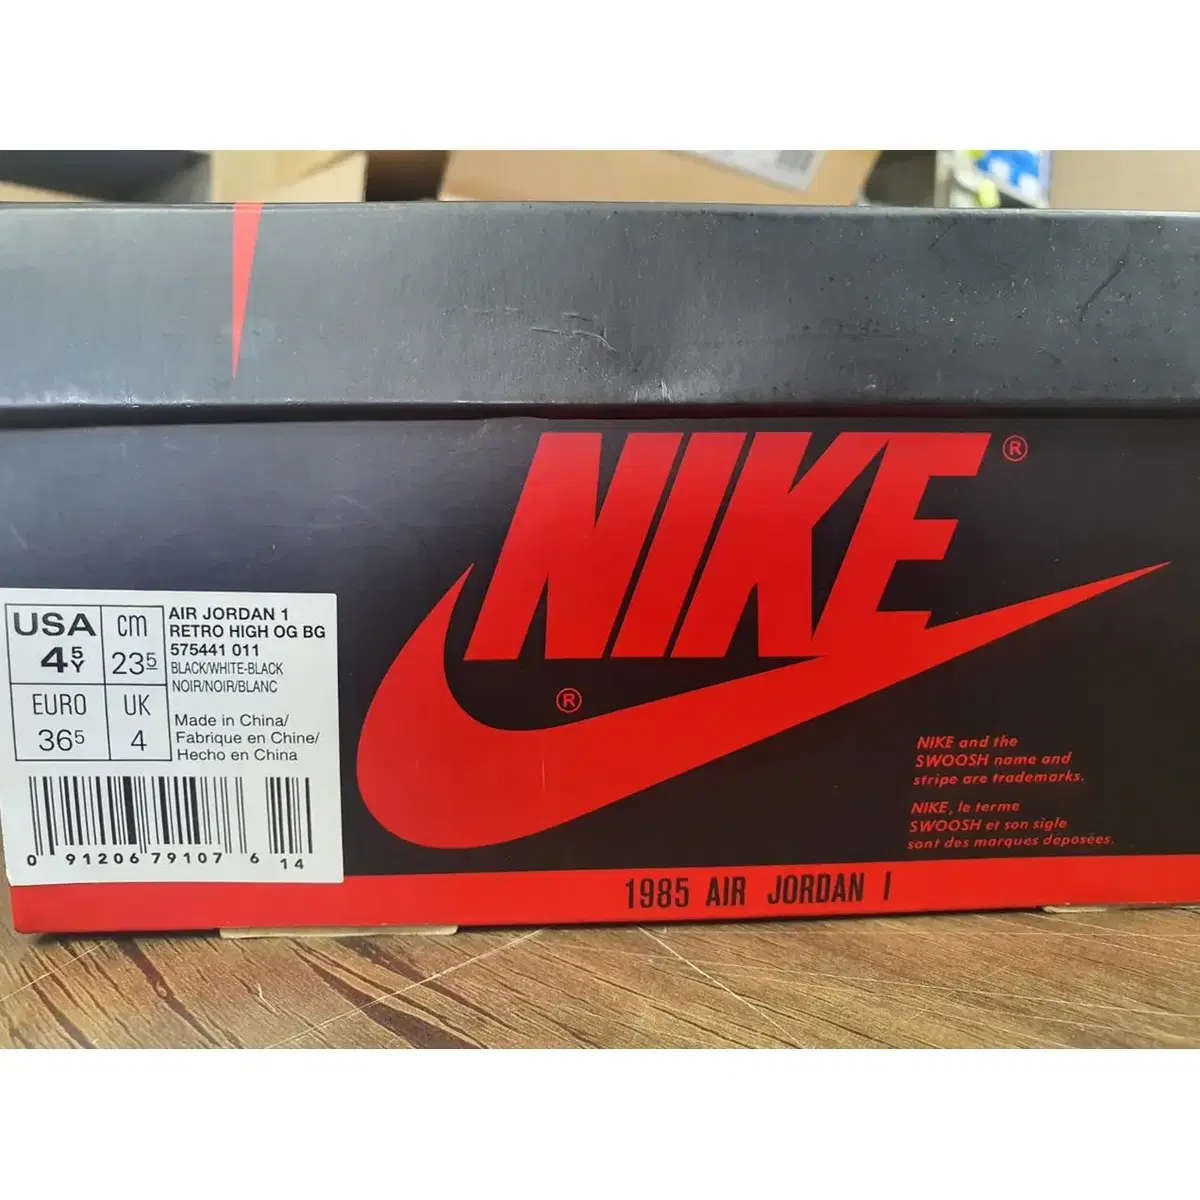 NIKE®
®
USA
4 5Y
cm
23 5
EURO
36 5
UK
4
AIR JORDAN 1
RETRO HIGH OG BG
575441 011
BLACK/WHITE-BLACK
NOIR/NOIR/BLANC
Made in China/
Fabrique en Chine/
Hecho en China
0 91206 79107 6 14
NIKE and the
SWOOSH name and
stripe are trademarks.
NIKE, le terme
SWOOSH et son sigle
sont des marques déposées.
1985 AIR JORDAN I